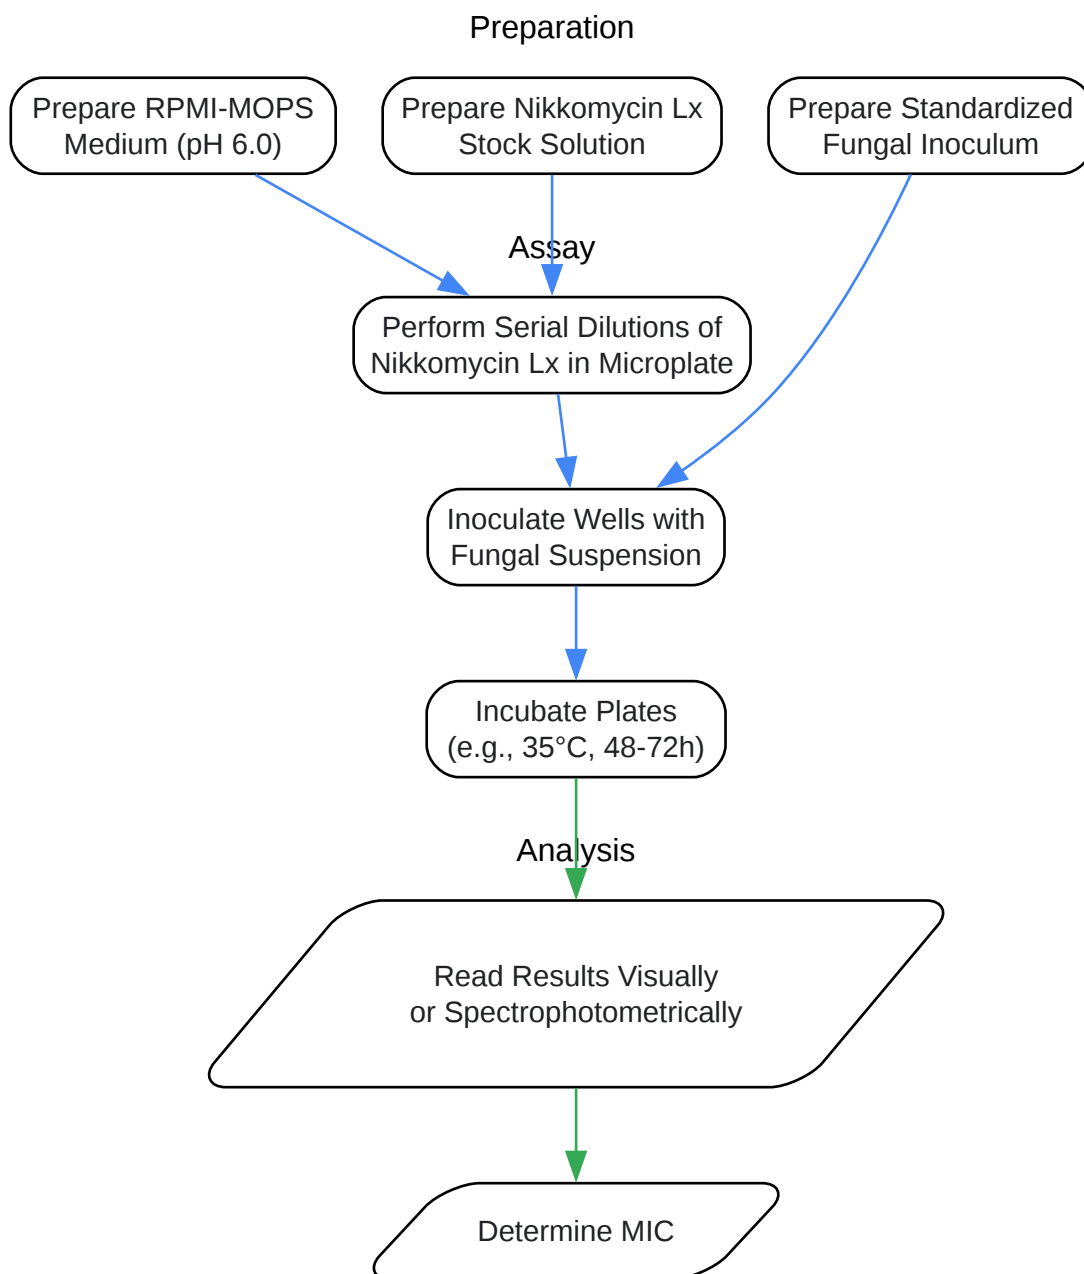 Preparation
Prepare RPMI-MOPS
Medium (pH 6.0)
Prepare Nikkomycin Lx
Stock Solution
Prepare Standardized
Fungal Inoculum
Assay
Perform Serial Dilutions of
Nikkomycin Lx in Microplate
Inoculate Wells with
Fungal Suspension
Incubate Plates
(e.g., 35°C, 48-72h)
Analysis
Read Results Visually
or Spectrophotometrically
Determine MIC